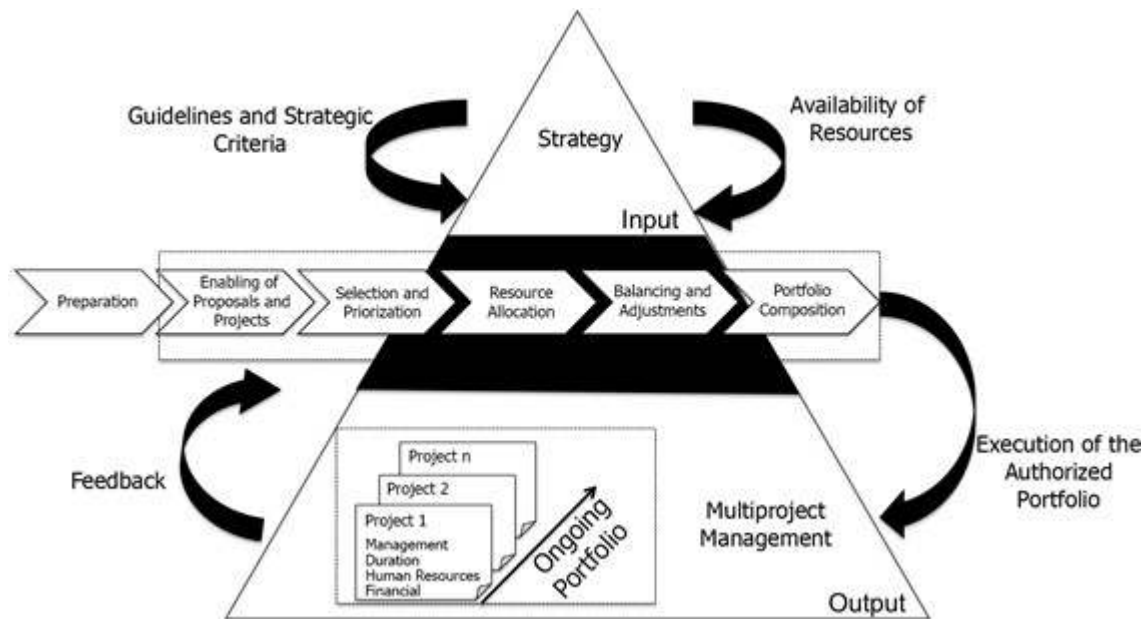 Guidelines and Strategic
Criteria
Strategy
Availability of
Resources
Input
Preparation
Enabling of
Proposals and
Projects
Selection and
Priorization
Resource
Allocation
Balancing and
Adjustments
Portfolio
Composition
Feedback
Project n
Project 2
Project 1
Management
Duration
Human Resources
Financial
Ongoing
Portfolio
Multiproject
Management
Execution of the
Authorized
Portfolio
Output